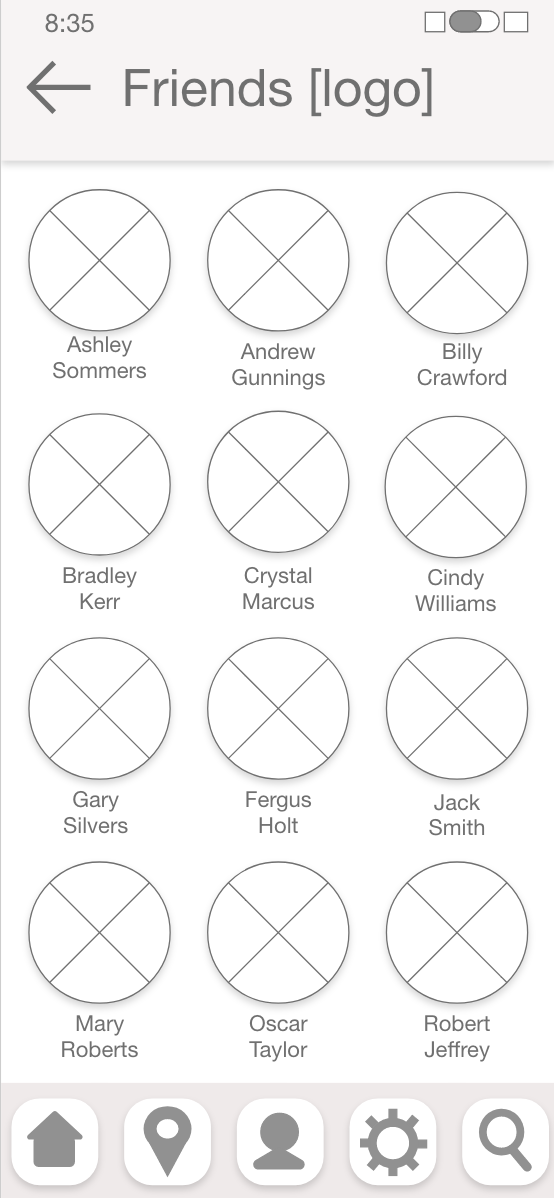 8:35
Friends [logo]
Ashley
Sommers
Andrew
Gunnings
Billy
Crawford
Bradley
Kerr
Crystal
Marcus
Cindy
Williams
Gary
Silvers
Fergus
Holt
Jack
Smith
Mary
Roberts
Oscar
Taylor
Robert
Jeffrey